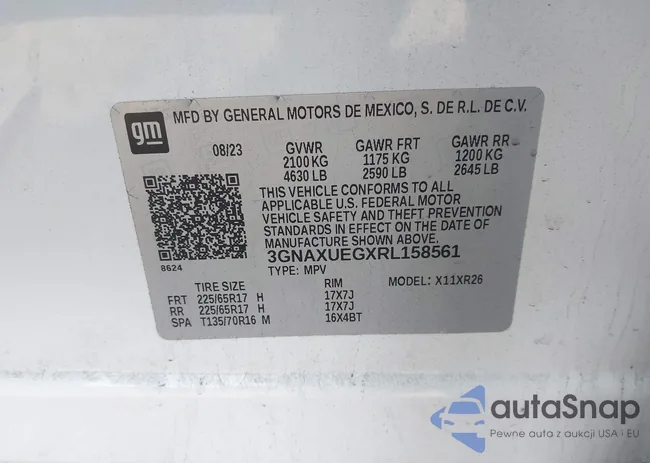 gm
MFD BY GENERAL MOTORS DE MEXICO, S. DE R.L. DE C.V.
08/23 GVWR GAWR FRT GAWR RR
2100 KG 1175 KG 1200 KG
4630 LB 2590 LB 2645 LB
THIS VEHICLE CONFORMS TO ALL
APPLICABLE U.S. FEDERAL MOTOR
VEHICLE SAFETY AND THEFT PREVENTION
STANDARDS IN EFFECT ON THE DATE OF
MANUFACTURE SHOWN ABOVE.
8624
3GNAXUEGXRL158561
TYPE: MPV MODEL: X11XR26
TIRE SIZE RIM
FRT 225/65R17 H 17X7J
RR 225/65R17 H 17X7J
SPA T135/70R16 M 16X4BT
autaSnap
Pewne auta z aukcji USA i EU